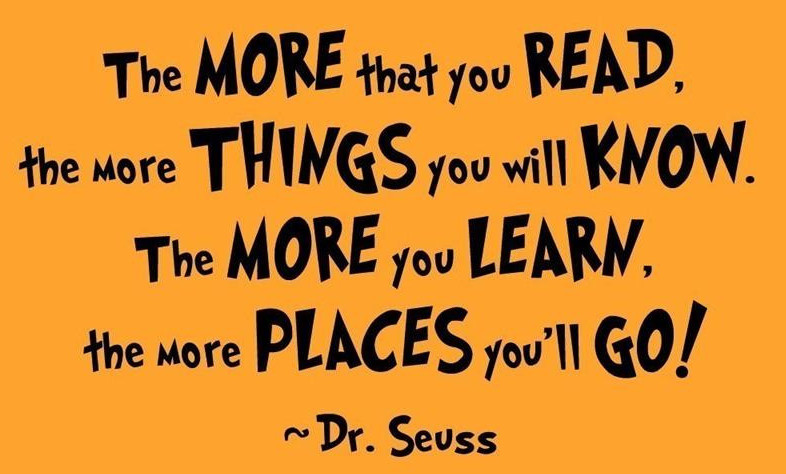 The MORE that you READ,
the More THINGS you will KNOW.
The MORE you LEARN,
the More PLACES you'll GO!
~Dr. Seuss